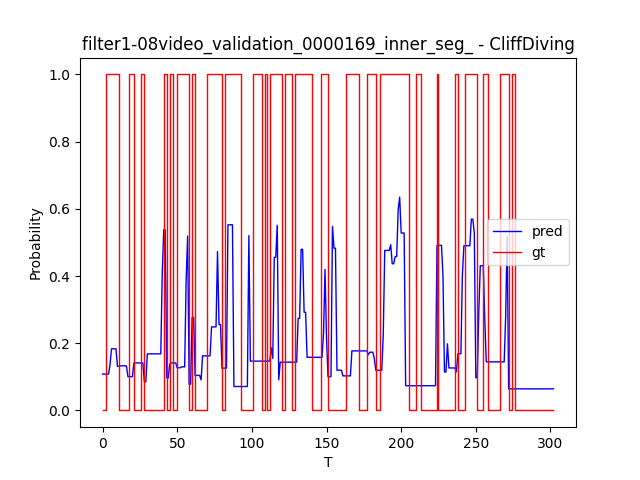 filter1-08video_validation_0000169_inner_seg_ - CliffDiving
1.0
0.8
0.6
0.4
0.2
0.0
Probability
pred
gt
0 50 100 150 200 250 300
T